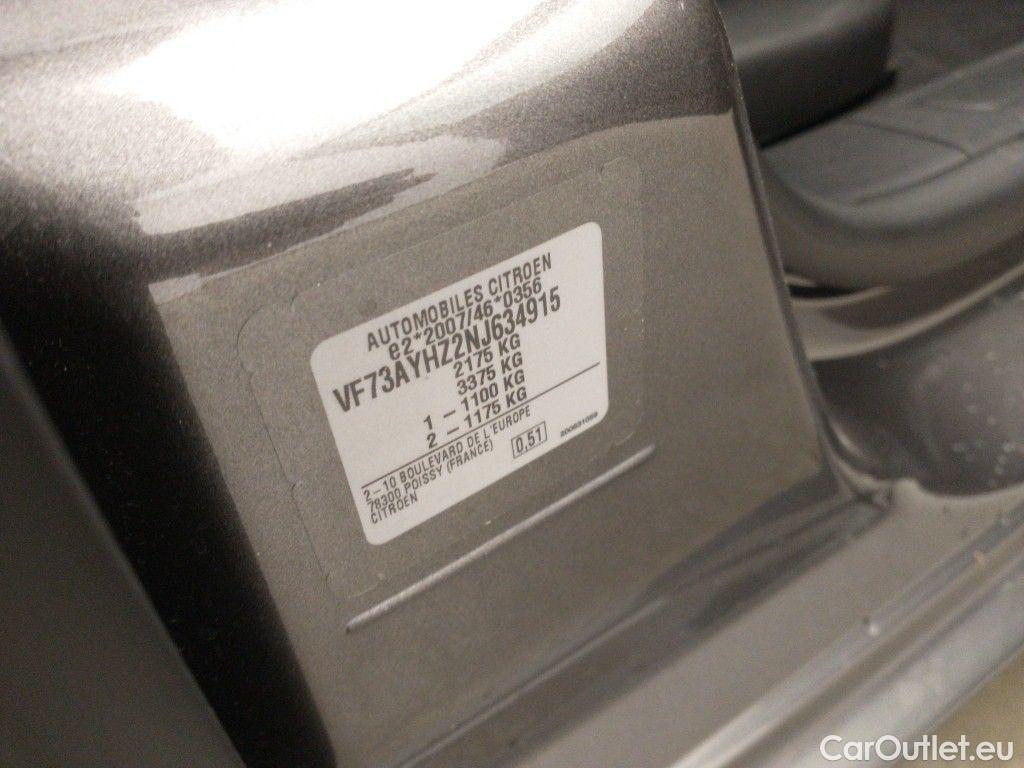 AUTOMOBILES CITROEN
e2*2007/46*0356
VF73AYHZ2NJ634915
2175 KG
3375 KG
1 – 1100 KG
2 – 1175 KG
2–10 BOULEVARD DE L'EUROPE
78300 POISSY (FRANCE)
CITROEN
0,51
CarOutlet.eu